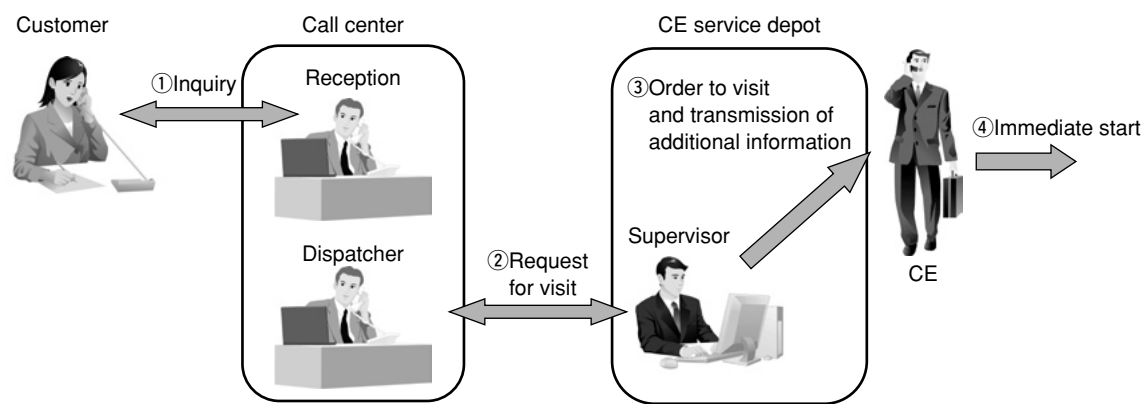 Customer
Call center
CE service depot
①Inquiry
Reception
③Order to visit
and transmission of
additional information
④Immediate start
Dispatcher
②Request
for visit
Supervisor
CE